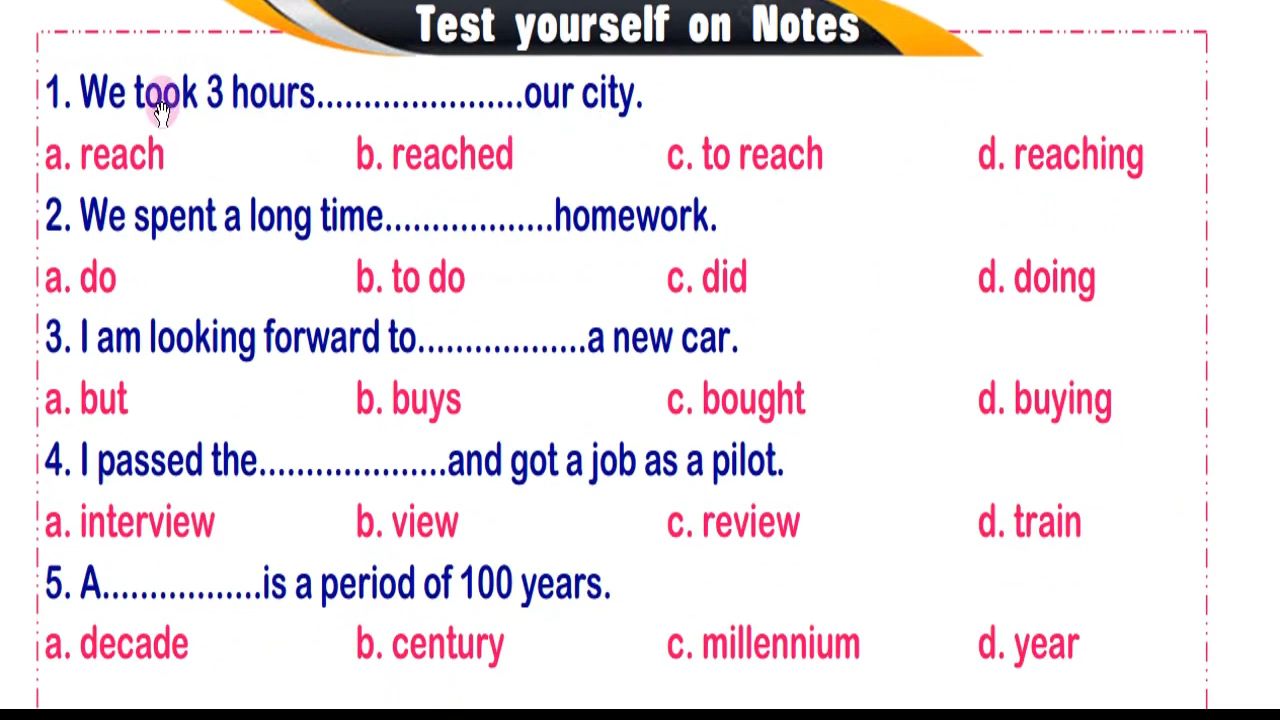 Test yourself on Notes
1. We took 3 hours......................our city.
a. reach b. reached c. to reach d. reaching
2. We spent a long time..................homework.
a. do b. to do c. did d. doing
3. I am looking forward to..................a new car.
a. but b. buys c. bought d. buying
4. I passed the....................and got a job as a pilot.
a. interview b. view c. review d. train
5. A.................is a period of 100 years.
a. decade b. century c. millennium d. year